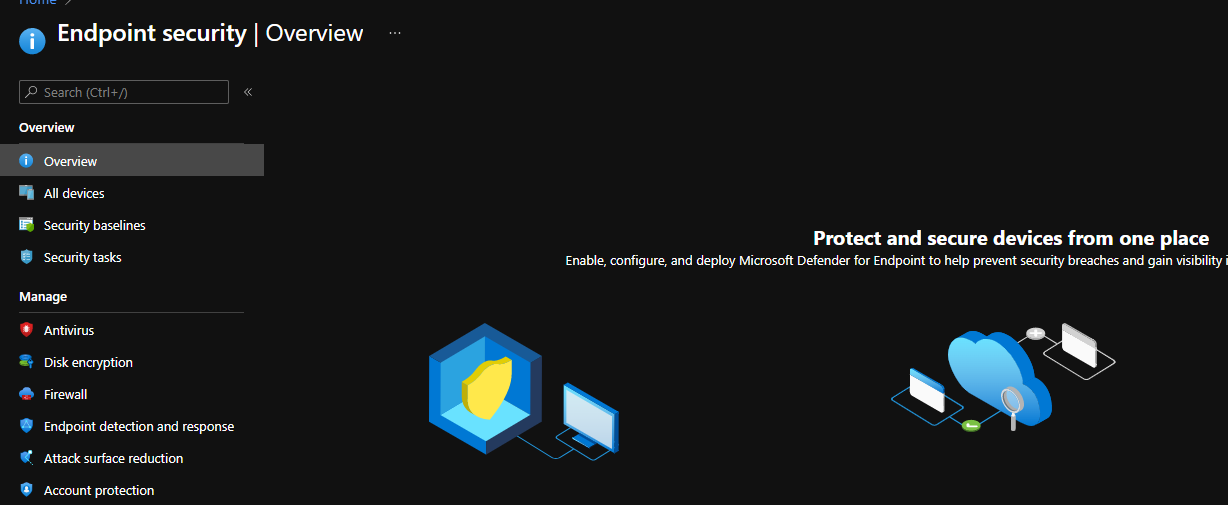 Home
Endpoint security | Overview
Search (Ctrl+/)
Overview
Overview
All devices
Security baselines
Security tasks
Protect and secure devices from one place
Enable, configure, and deploy Microsoft Defender for Endpoint to help prevent security breaches and gain visibility i
Manage
Antivirus
Disk encryption
Firewall
Endpoint detection and response
Attack surface reduction
Account protection